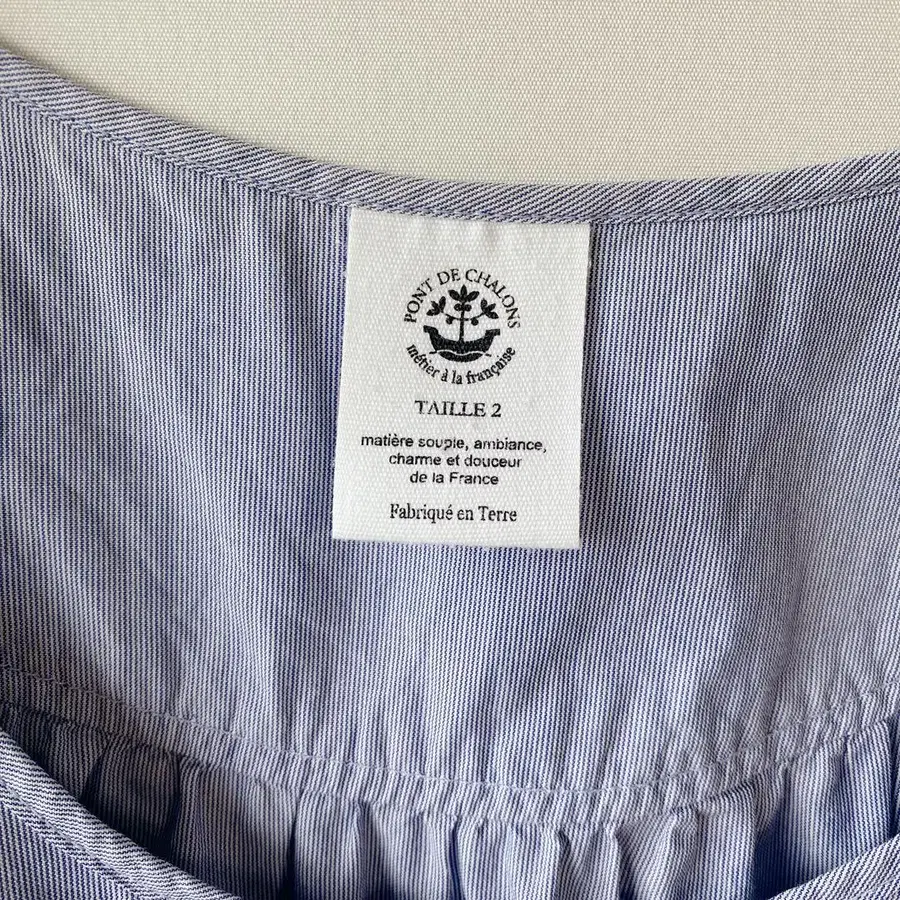 PONT DE CHALONS
métier à la française
TAILLE 2
matière souple, ambiance,
charme et douceur
de la France
Fabriqué en Terre